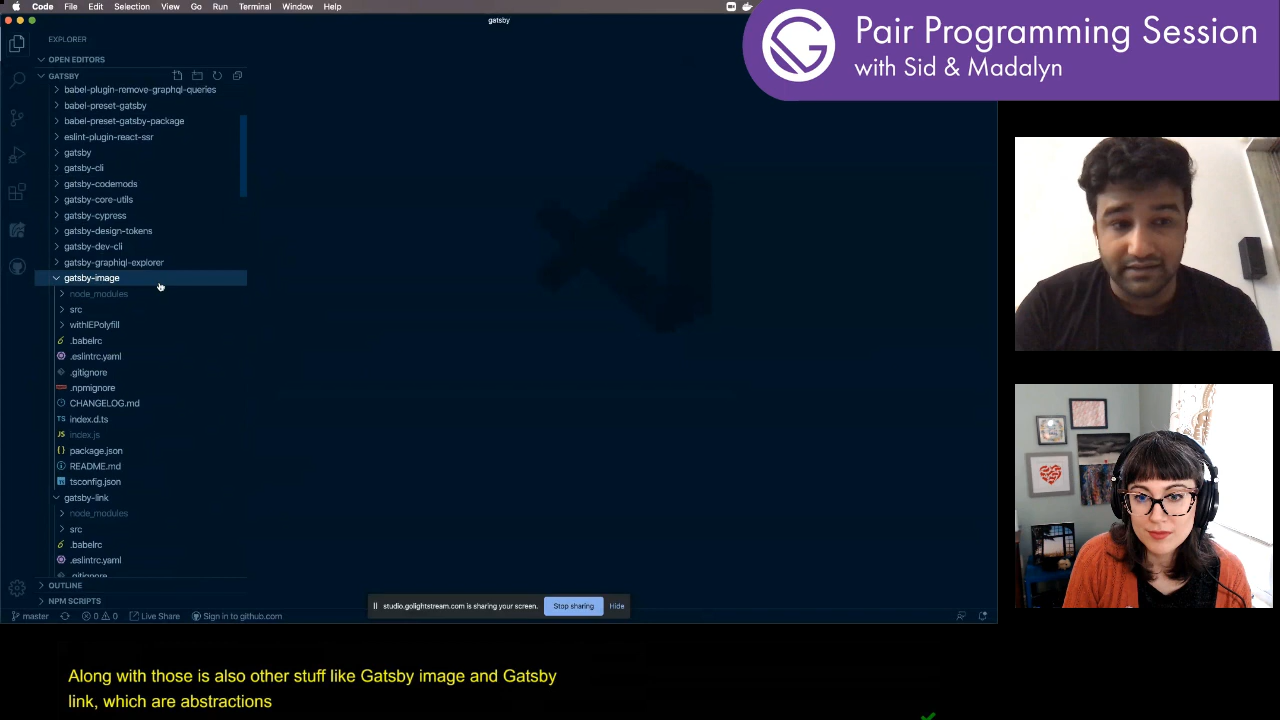 Code File Edit Selection View Go Run Terminal Window Help
gatsby
Pair Programming Session
with Sid & Madalyn
EXPLORER
OPEN EDITORS
GATSBY
babel-plugin-remove-graphql-queries
babel-preset-gatsby
babel-preset-gatsby-package
eslint-plugin-react-ssr
gatsby
gatsby-cli
gatsby-codemods
gatsby-core-utils
gatsby-cypress
gatsby-design-tokens
gatsby-dev-cli
gatsby-graphiql-explorer
gatsby-image
node_modules
src
withIEPolyfill
.babelrc
.eslintrc.yaml
.gitignore
.npmignore
CHANGELOG.md
TS index.d.ts
JS index.js
{} package.json
README.md
tsconfig.json
gatsby-link
node_modules
src
.babelrc
.eslintrc.yaml
.gitignore
OUTLINE
NPM SCRIPTS
studio.golightstream.com is sharing your screen. Stop sharing Hide
master 0 0 Live Share Sign in to github.com
Along with those is also other stuff like Gatsby image and Gatsby
link, which are abstractions